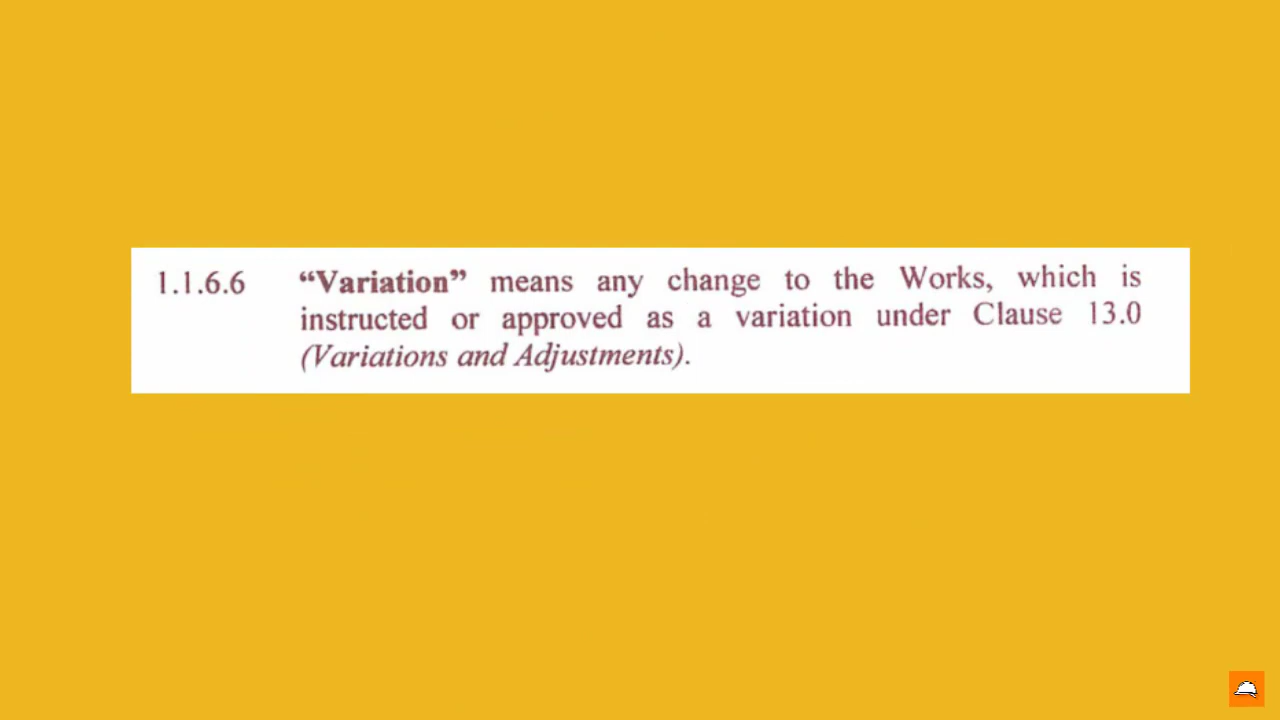 1.1.6.6 “Variation” means any change to the Works, which is
instructed or approved as a variation under Clause 13.0
(Variations and Adjustments).